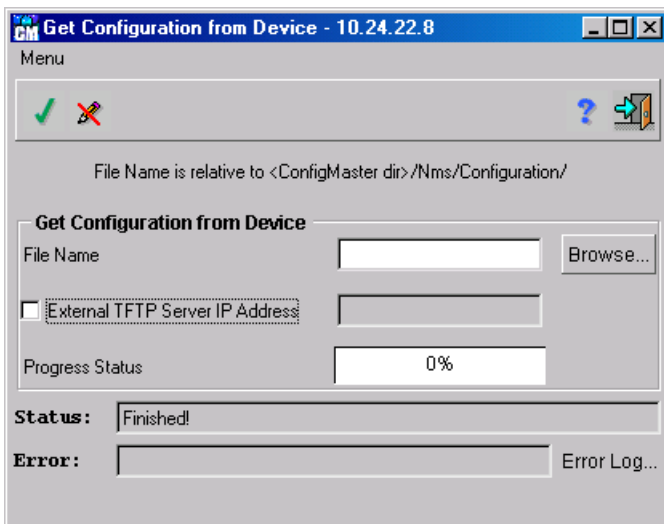 CM Get Configuration from Device - 10.24.22.8
Menu
?
File Name is relative to <ConfigMaster dir>/Nms/Configuration/
Get Configuration from Device
File Name
Browse...
External TFTP Server IP Address
Progress Status
0%
Status: Finished!
Error:
Error Log...